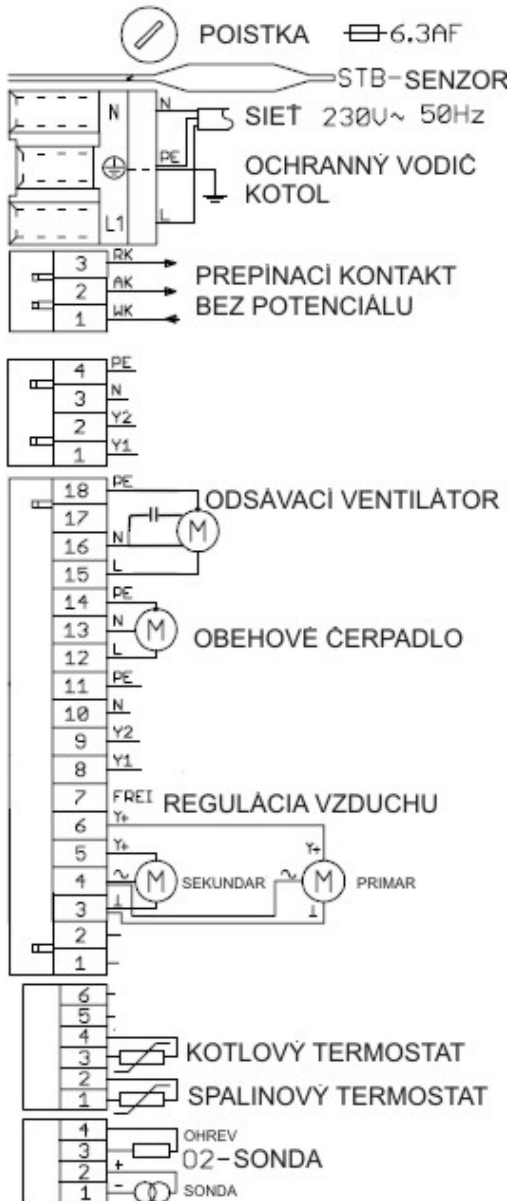 POISTKA 6.3AF
STB-SENZOR
N N SIEŤ 230V~ 50Hz
PE
OCHRANNÝ VODIČ
KOTOL
L1 L
3 RK
PREPÍNACÍ KONTAKT
2 AK
BEZ POTENCIÁLU
1 WK
4 PE
3 N
2 Y2
1 Y1
18 PE
ODSÁVACÍ VENTILÁTOR
17
M
16 N
15 L
14 PE
13 N M OBEHOVÉ ČERPADLO
12 L
11 PE
10 N
9 Y2
8 Y1
7 FREI REGULÁCIA VZDUCHU
6 Y+
5 Y+ Y+
4 ~ M SEKUNDAR ~ M PRIMAR
3 ⊥ ⊥
2
1
6
5
4
3 KOTLOVÝ TERMOSTAT
2
1 SPALINOVÝ TERMOSTAT
4 OHREV
3 O2-SONDA
2 +
1 - SONDA